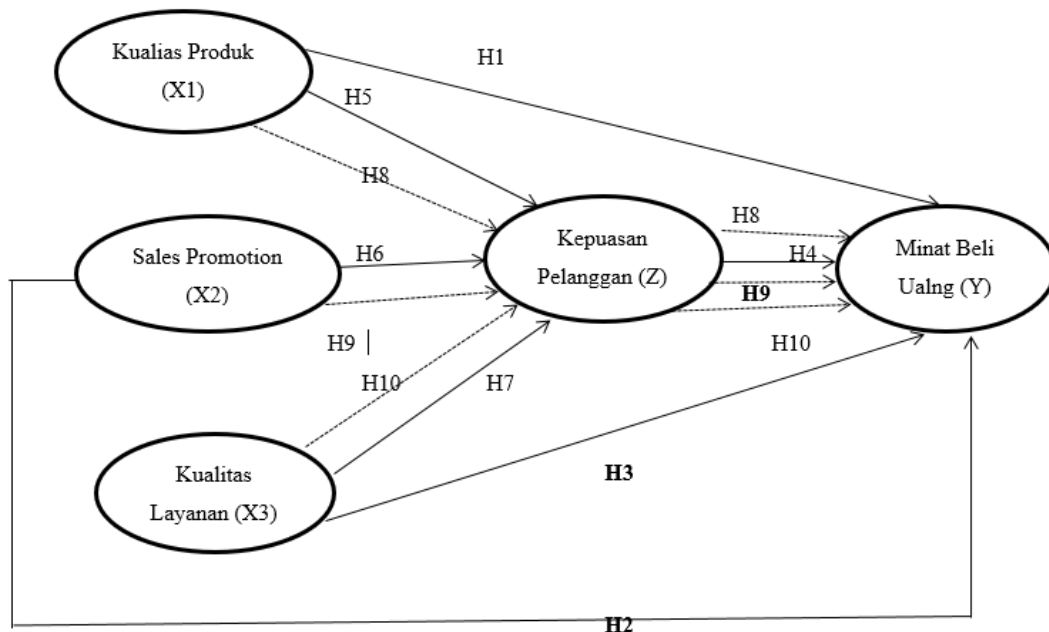 Kualias Produk
(X1)
H1
H5
H8
Sales Promotion
(X2)
H6
H9
Kepuasan
Pelanggan (Z)
H8
H4
H9
H10
Minat Beli
Ualng (Y)
H10
H7
Kualitas
Layanan (X3)
H3
H2